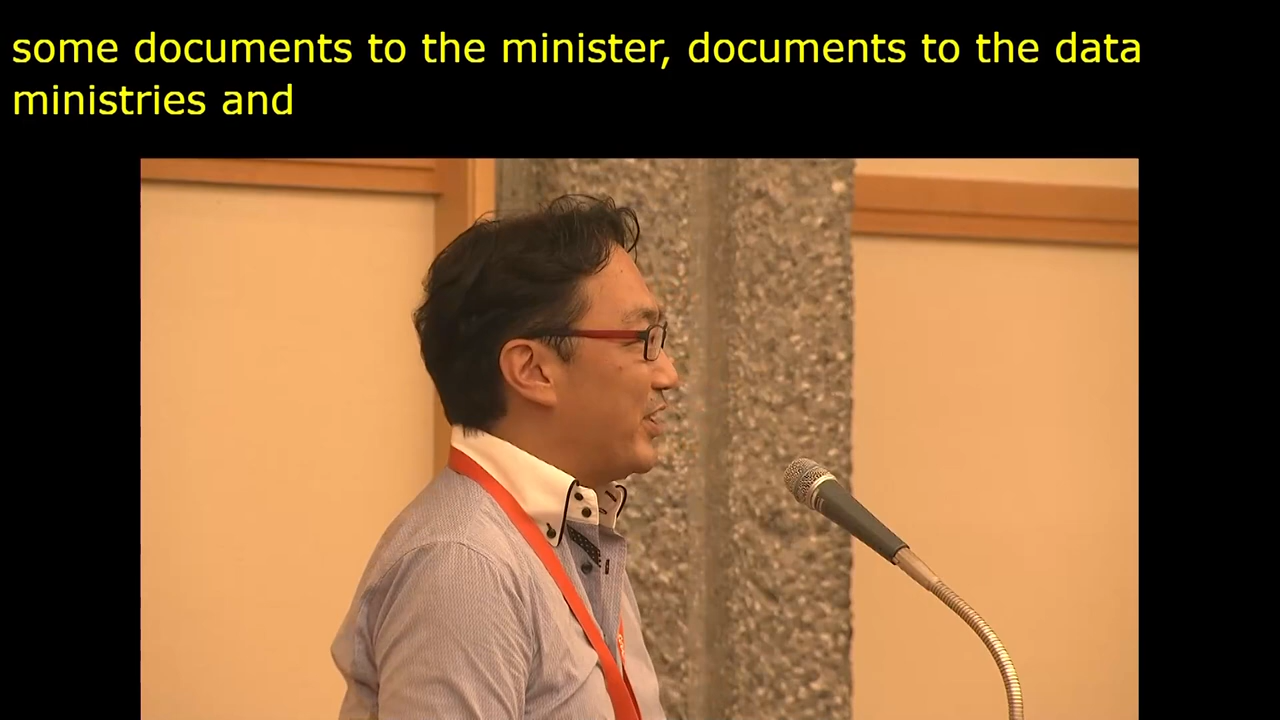 some documents to the minister, documents to the data
ministries and